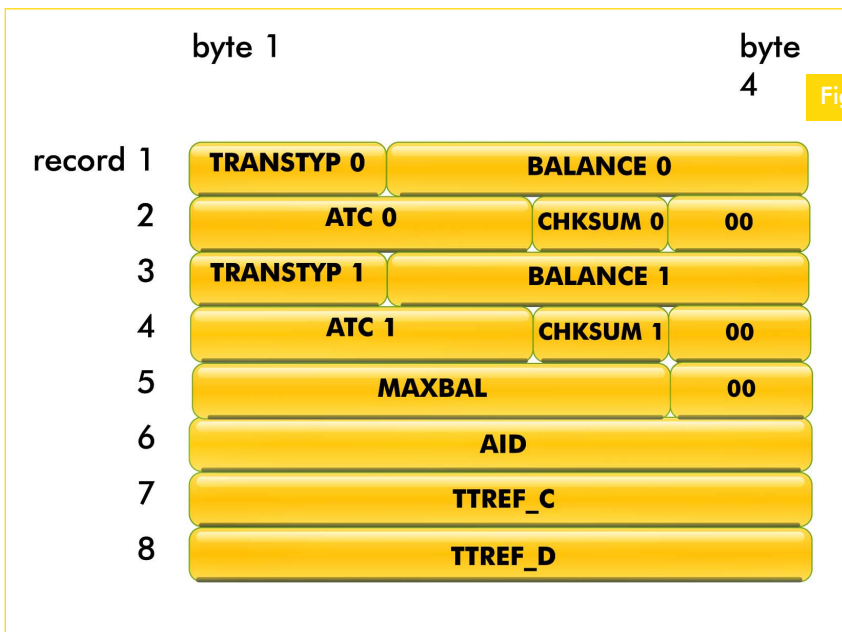 byte 1 byte
4
record 1 TRANSTYP 0 BALANCE 0
2 ATC 0 CHKSUM 0 00
3 TRANSTYP 1 BALANCE 1
4 ATC 1 CHKSUM 1 00
5 MAXBAL 00
6 AID
7 TTREF_C
8 TTREF_D